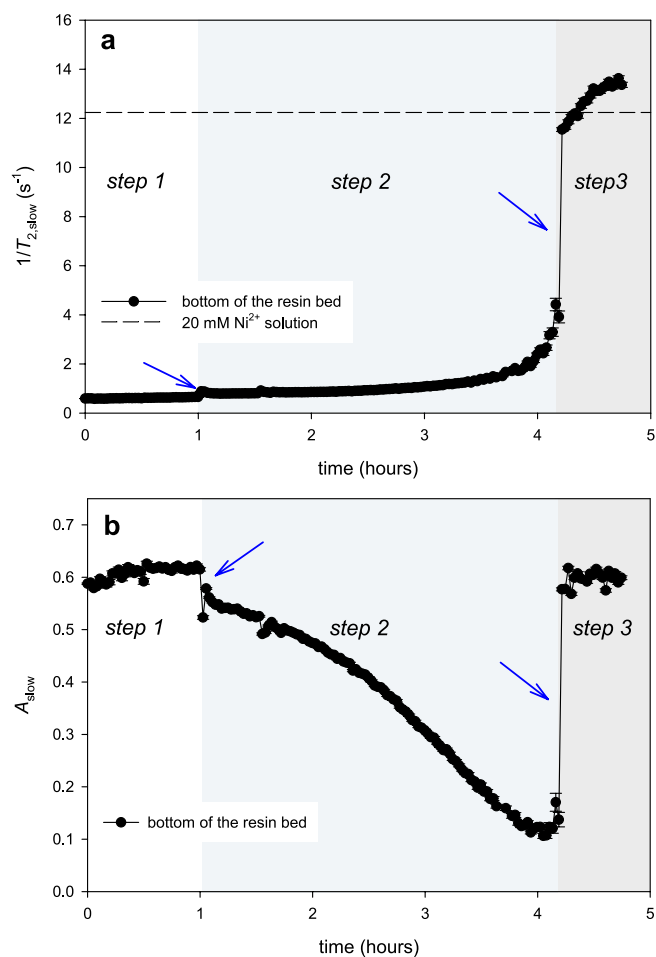 a
16
14
12
10
8
6
4
2
0
1/T2,slow (s-1)
step 1
step 2
step3
bottom of the resin bed
20 mM Ni2+ solution
0 1 2 3 4 5
time (hours)
b
0.7
0.6
0.5
0.4
0.3
0.2
0.1
0.0
Aslow
step 1
step 2
step 3
bottom of the resin bed
0 1 2 3 4 5
time (hours)